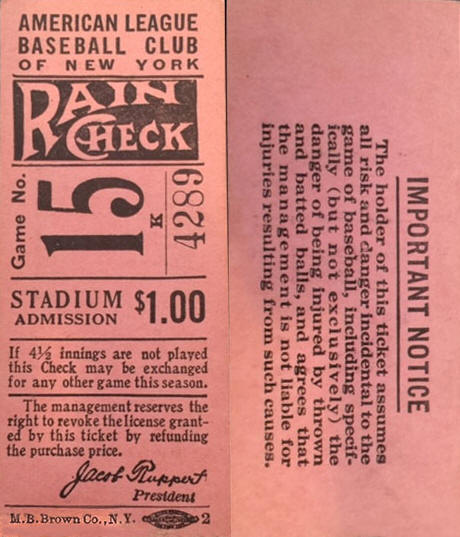 AMERICAN LEAGUE
BASEBALL CLUB
OF NEW YORK
RAIN
CHECK
Game No.
15
K
4289
STADIUM
ADMISSION
$1.00
If 4½ innings are not played
this Check may be exchanged
for any other game this season.
The management reserves the
right to revoke the license grant-
ed by this ticket by refunding
the purchase price.
Jacob Ruppert
President
M.B.Brown Co., N.Y.
2
IMPORTANT NOTICE
The holder of this ticket assumes
all risk and danger incidental to the
game of baseball, including specif-
ically (but not exclusively) the
danger of being injured by thrown
and batted balls, and agrees that
the management is not liable for
injuries resulting from such causes.